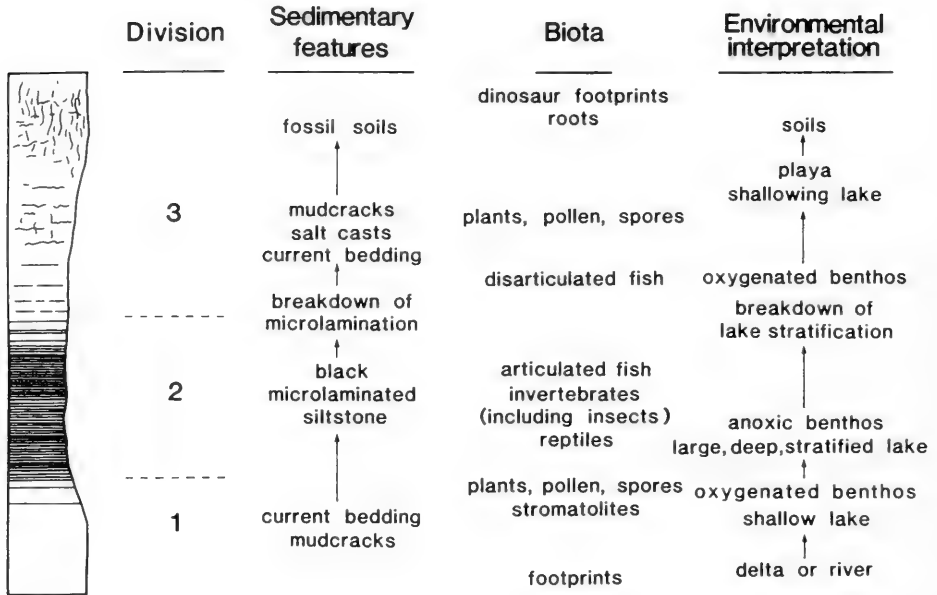 Division
Sedimentary
features
Biota
Environmental
interpretation
3
2
1
fossil soils
mudcracks
salt casts
current bedding
breakdown of
microlamination
black
microlaminated
siltstone
current bedding
mudcracks
dinosaur footprints
roots
plants, pollen, spores
disarticulated fish
articulated fish
invertebrates
(including insects)
reptiles
plants, pollen, spores
stromatolites
footprints
soils
playa
shallowing lake
oxygenated benthos
breakdown of
lake stratification
anoxic benthos
large, deep, stratified lake
oxygenated benthos
shallow lake
delta or river